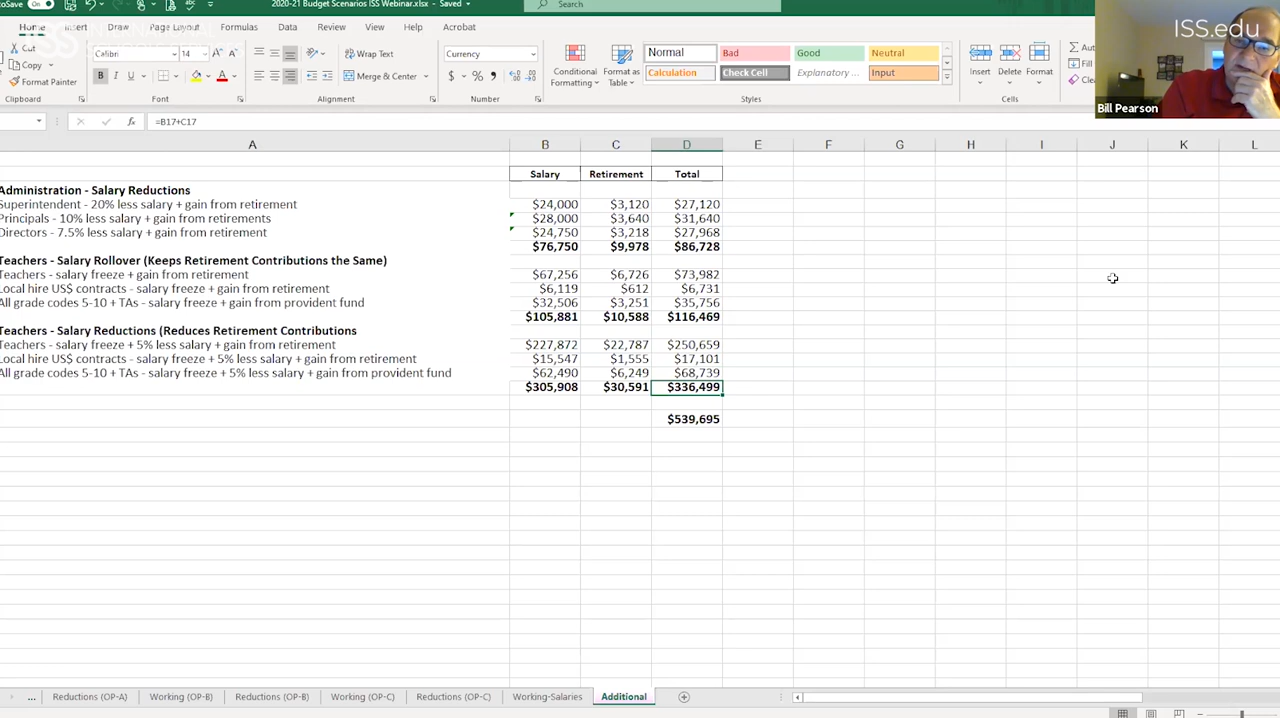 AutoSave On 2020-21 Budget Scenarios ISS Webinar.xlsx - Saved Search
Home Insert Draw Page Layout Formulas Data Review View Help Acrobat
ISS.edu
Cut
Copy
Format Painter
Calibri 14
B I U
Wrap Text
Merge & Center
Currency
$ % 9
Conditional Formatting
Format as Table
Normal Bad Good Neutral
Calculation Check Cell Explanatory ... Input
Insert Delete Format
Clipboard Font Alignment Number Styles Cells
Bill Pearson
fx =B17+C17
A B C D E F G H I J K L
Salary Retirement Total
Administration - Salary Reductions
Superintendent - 20% less salary + gain from retirement $24,000 $3,120 $27,120
Principals - 10% less salary + gain from retirements $28,000 $3,640 $31,640
Directors - 7.5% less salary + gain from retirement $24,750 $3,218 $27,968
$76,750 $9,978 $86,728
Teachers - Salary Rollover (Keeps Retirement Contributions the Same)
Teachers - salary freeze + gain from retirement $67,256 $6,726 $73,982
Local hire US$ contracts - salary freeze + gain from retirement $6,119 $612 $6,731
All grade codes 5-10 + TAs - salary freeze + gain from provident fund $32,506 $3,251 $35,756
$105,881 $10,588 $116,469
Teachers - Salary Reductions (Reduces Retirement Contributions
Teachers - salary freeze + 5% less salary + gain from retirement $227,872 $22,787 $250,659
Local hire US$ contracts - salary freeze + 5% less salary + gain from retirement $15,547 $1,555 $17,101
All grade codes 5-10 + TAs - salary freeze + 5% less salary + gain from provident fund $62,490 $6,249 $68,739
$305,908 $30,591 $336,499
$539,695
... Reductions (OP-A) Working (OP-B) Reductions (OP-B) Working (OP-C) Reductions (OP-C) Working-Salaries Additional